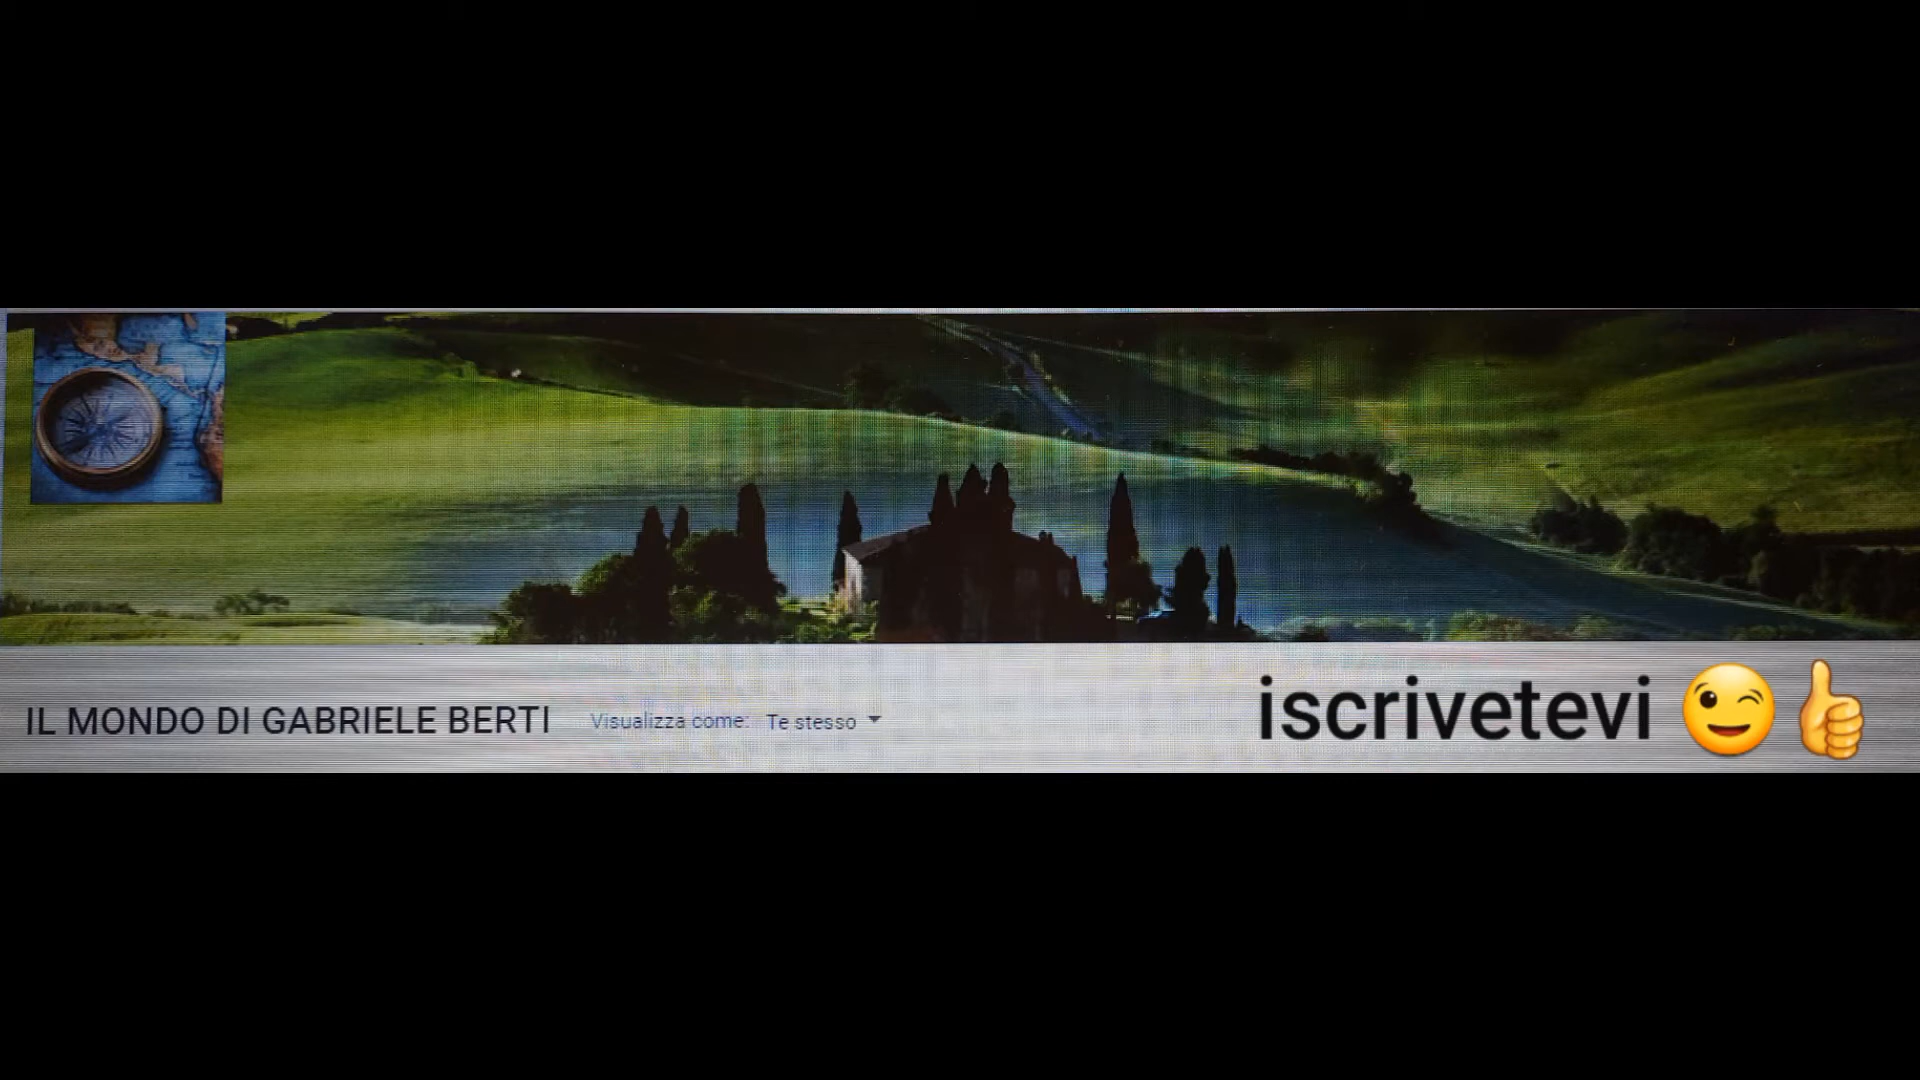 IL MONDO DI GABRIELE BERTI Visualizza come: Te stesso iscrivetevi 😉👍